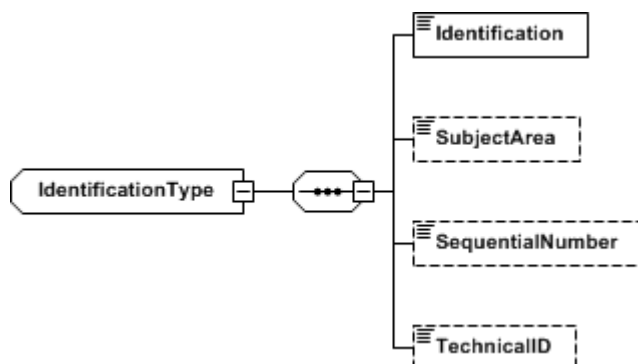 Identification
SubjectArea
IdentificationType
SequentialNumber
TechnicalID